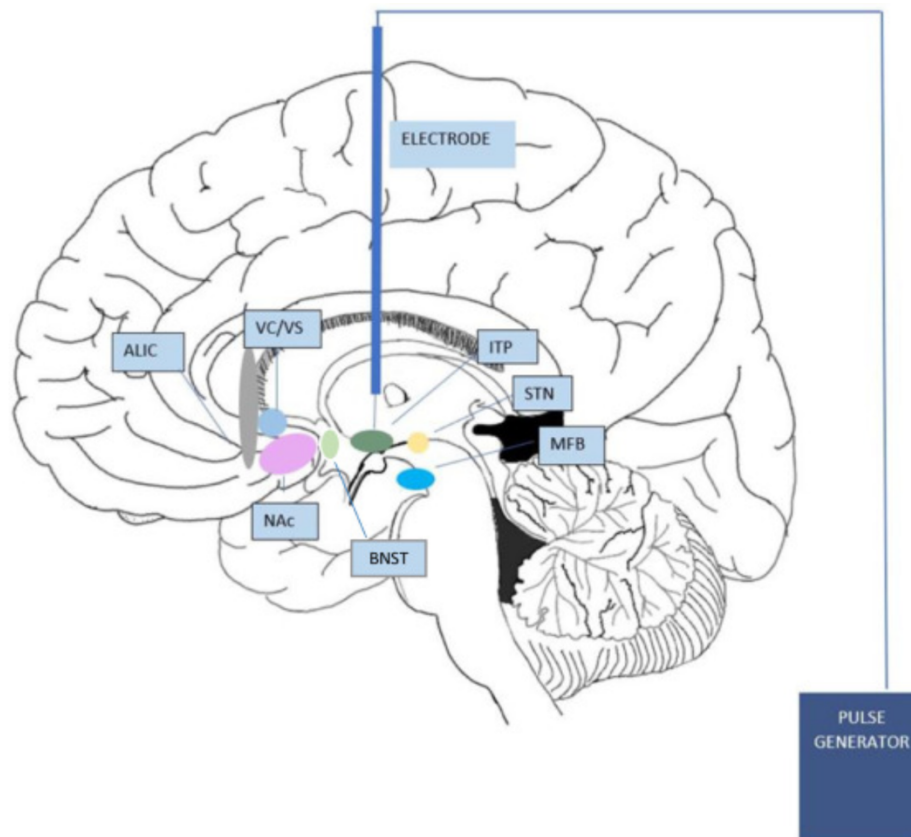 ELECTRODE
VC/VS
ALIC
ITP
STN
MFB
NAc
BNST
PULSE
GENERATOR